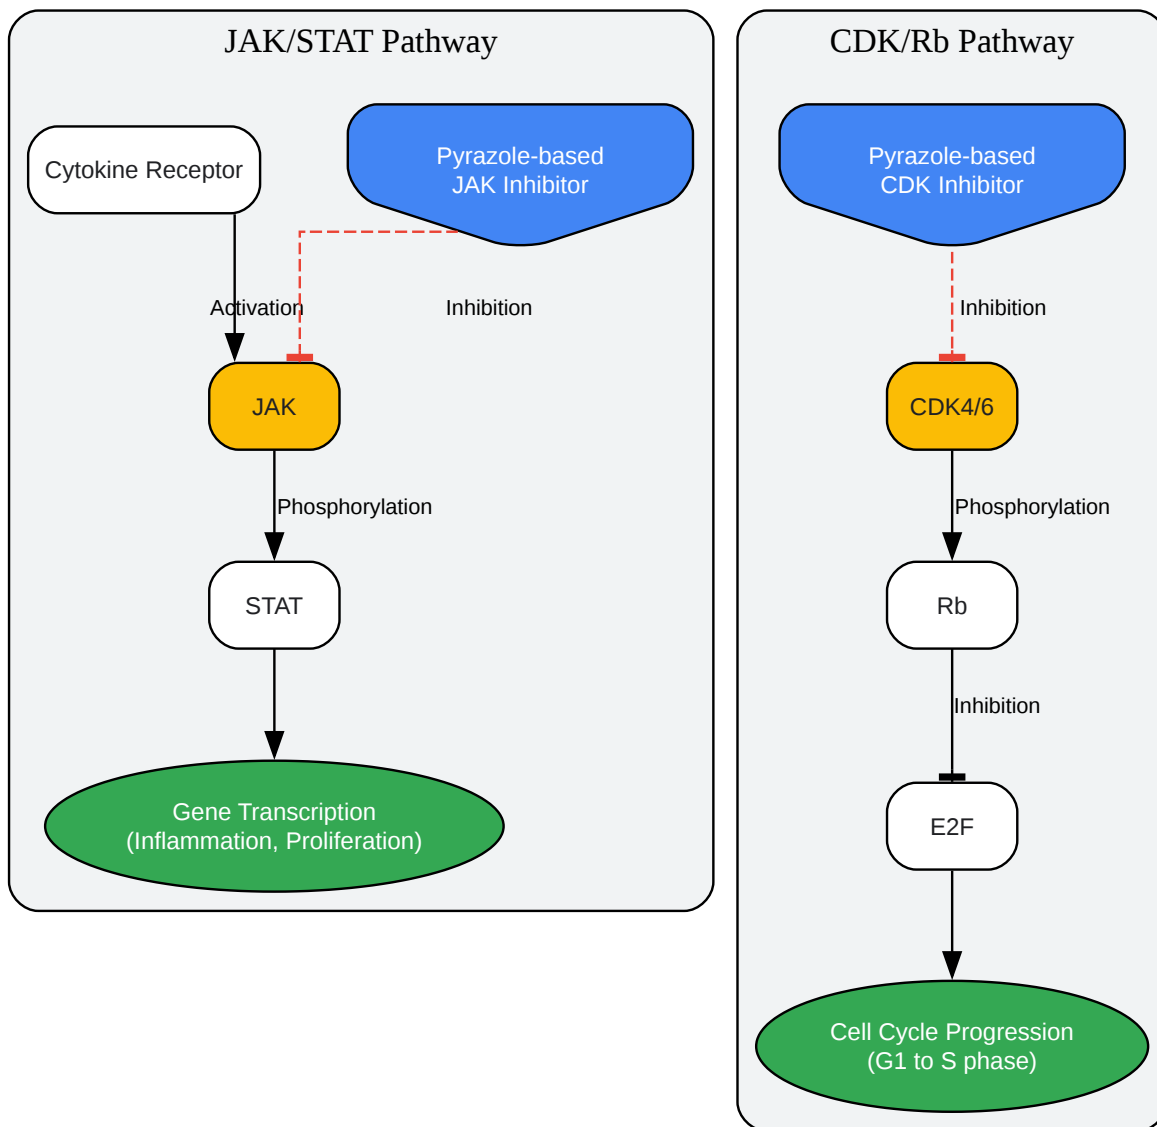 JAK/STAT Pathway
Cytokine Receptor
Pyrazole-based
JAK Inhibitor
Activation
Inhibition
JAK
Phosphorylation
STAT
Gene Transcription
(Inflammation, Proliferation)
CDK/Rb Pathway
Pyrazole-based
CDK Inhibitor
Inhibition
CDK4/6
Phosphorylation
Rb
Inhibition
E2F
Cell Cycle Progression
(G1 to S phase)